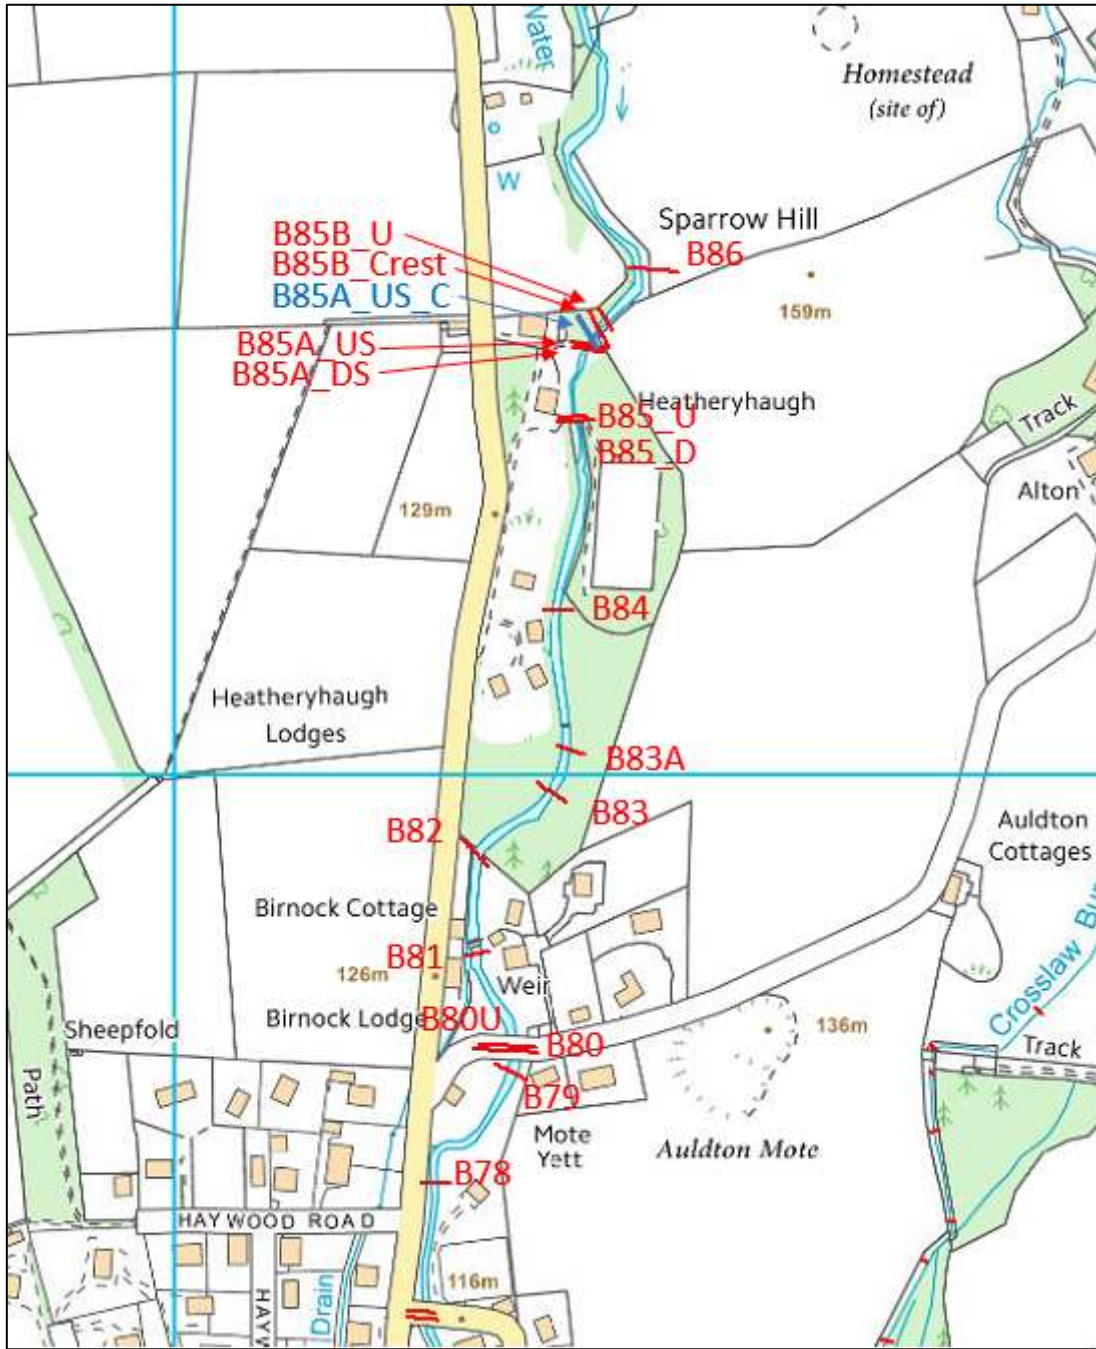 Water
Homestead
(site of)
W
Sparrow Hill
B85B_U
B86
B85B_Crest
B85A_US_C
159m
B85A_US
B85A_DS
Heatheryhaugh
B85_U
Track
B85_D
Alton
129m
B84
Heatheryhaugh
Lodges
B83A
B83
B82
Auldton
Cottages
Birnock Cottage
B81
126m
Weir
Crosslaw Bu
Birnock Lodge
B80U
136m
Sheepfold
B80
Track
Path
B79
Mote
Yett
Auldton Mote
B78
HAYWOOD ROAD
116m
Drain
HAYW